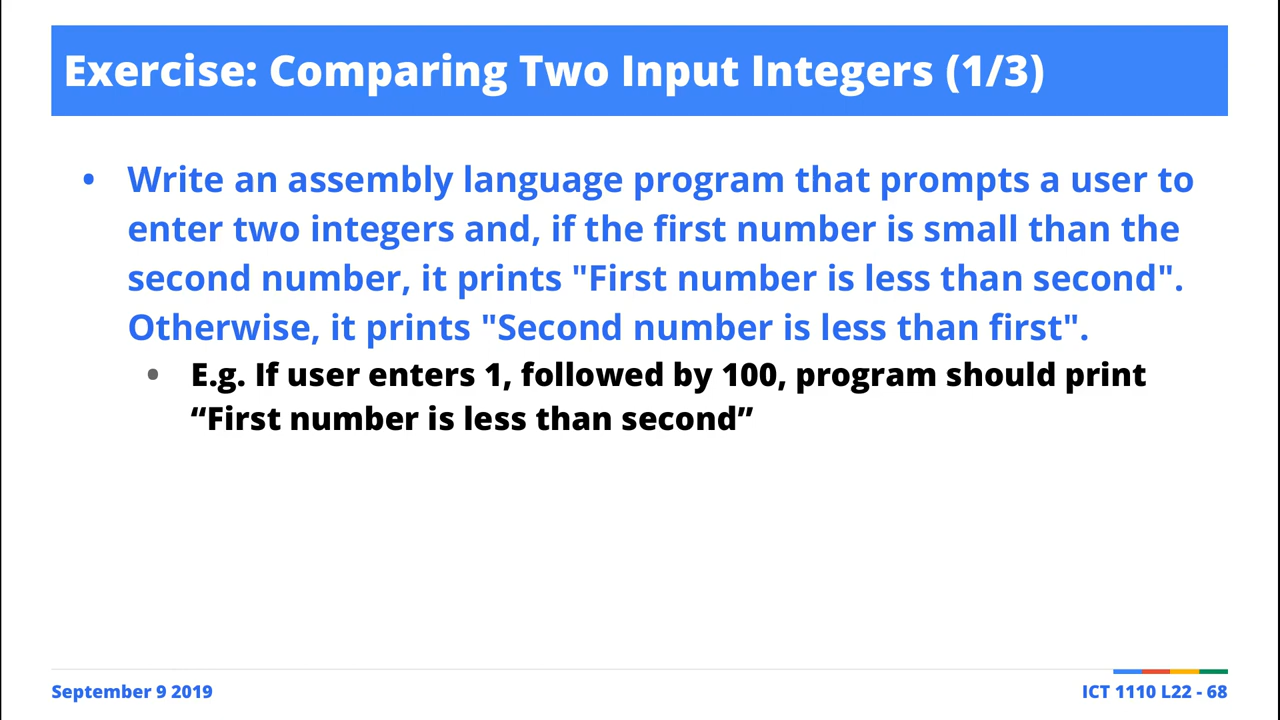 Exercise: Comparing Two Input Integers (1/3)
• Write an assembly language program that prompts a user to
enter two integers and, if the first number is small than the
second number, it prints "First number is less than second".
Otherwise, it prints "Second number is less than first".
• E.g. If user enters 1, followed by 100, program should print
“First number is less than second”
September 9 2019
ICT 1110 L22 - 68